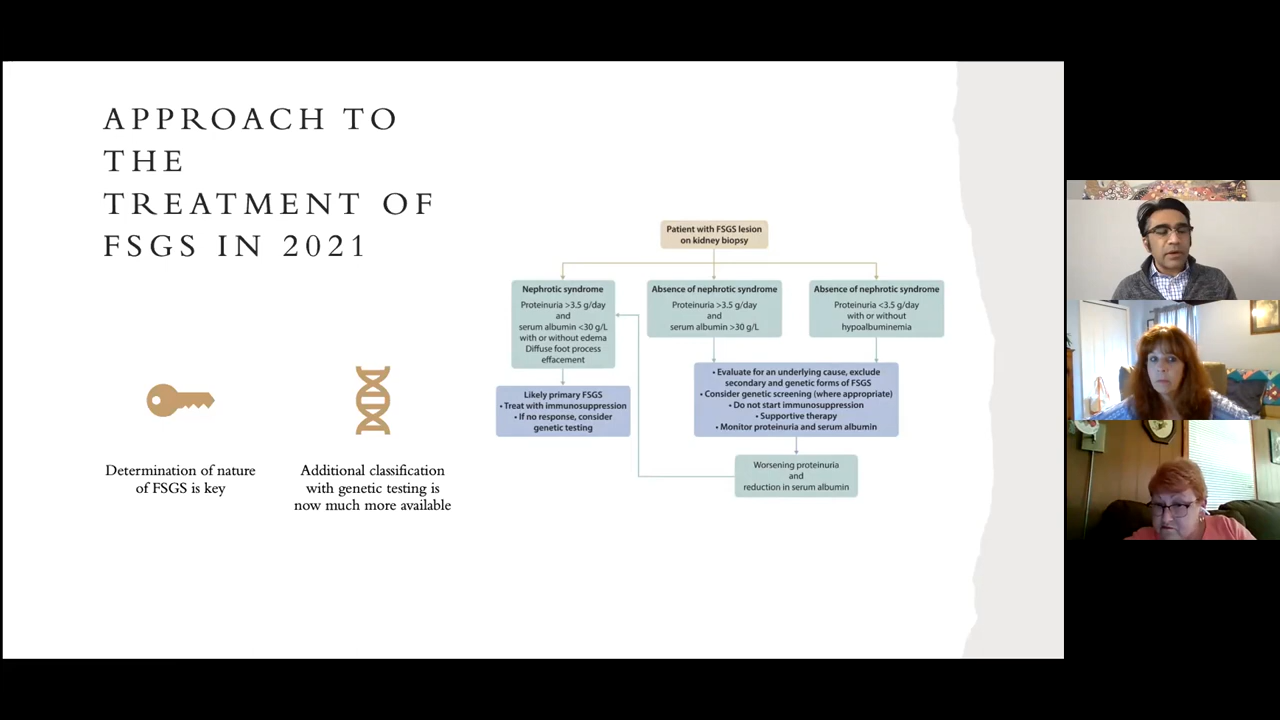 APPROACH TO
THE
TREATMENT OF
FSGS IN 2021
Determination of nature
of FSGS is key
Additional classification
with genetic testing is
now much more available
Patient with FSGS lesion
on kidney biopsy
Nephrotic syndrome
Proteinuria >3.5 g/day
and
serum albumin <30 g/L
with or without edema
Diffuse foot process
effacement
Absence of nephrotic syndrome
Proteinuria >3.5 g/day
and
serum albumin >30 g/L
Absence of nephrotic syndrome
Proteinuria <3.5 g/day
with or without
hypoalbuminemia
Likely primary FSGS
• Treat with immunosuppression
• If no response, consider
genetic testing
• Evaluate for an underlying cause, exclude
secondary and genetic forms of FSGS
• Consider genetic screening (where appropriate)
• Do not start immunosuppression
• Supportive therapy
• Monitor proteinuria and serum albumin
Worsening proteinuria
and
reduction in serum albumin